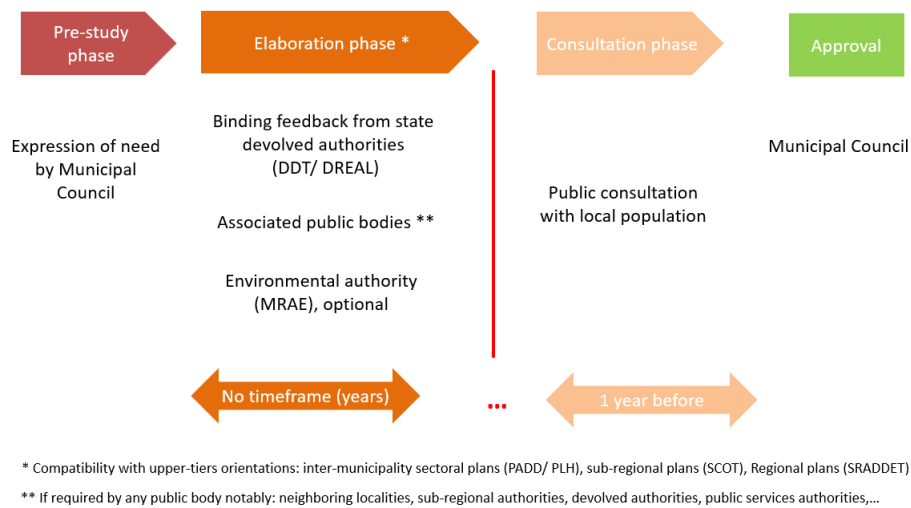 Pre-study
phase
Elaboration phase *
Consultation phase
Approval
Expression of need
by Municipal
Council
Binding feedback from state
devolved authorities
(DDT/ DREAL)
Associated public bodies **
Environmental authority
(MRAE), optional
Public consultation
with local population
Municipal Council
No timeframe (years)
...
1 year before
* Compatibility with upper-tiers orientations: inter-municipality sectoral plans (PADD/ PLH), sub-regional plans (SCOT), Regional plans (SRADDET)
** If required by any public body notably: neighboring localities, sub-regional authorities, devolved authorities, public services authorities,...